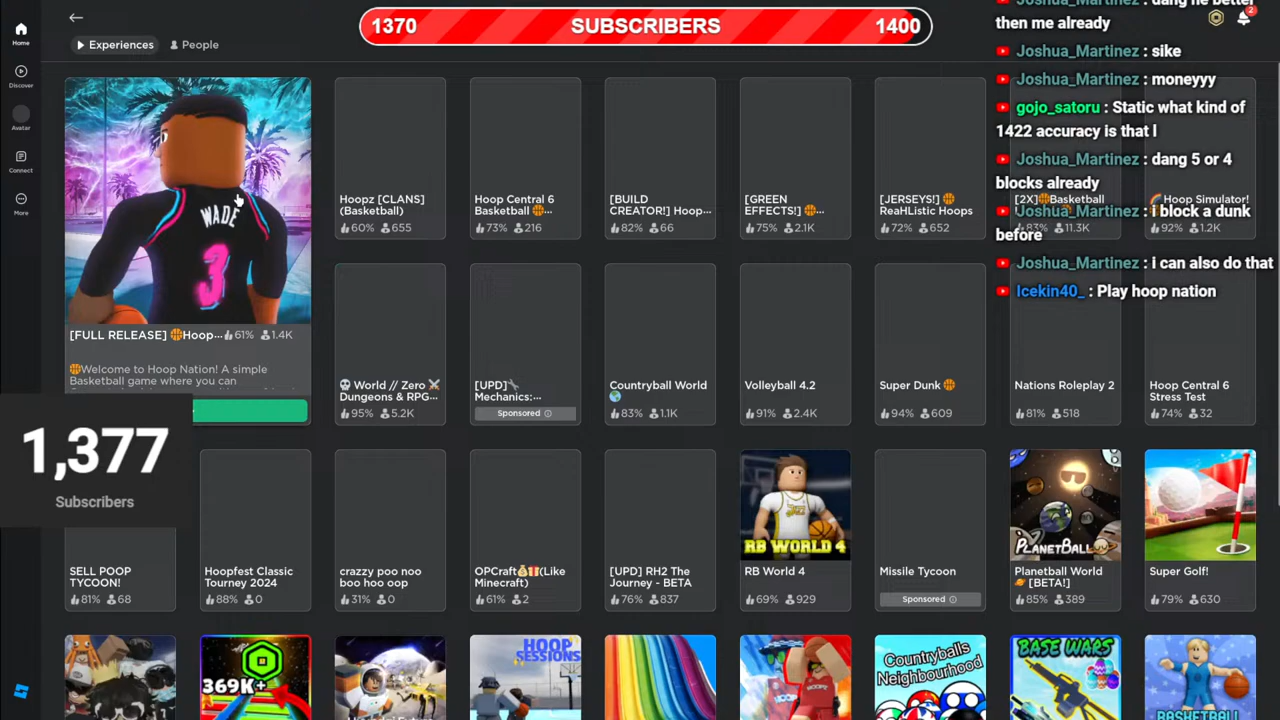 1370 SUBSCRIBERS 1400
Home
Discover
Avatar
Connect
More
Experiences
People
2
WADE
3
[FULL RELEASE] 🏀Hoop... 61% 1.4K
🏀Welcome to Hoop Nation! A simple
Basketball game where you can
Hoopz [CLANS]
(Basketball)
60% 655
Hoop Central 6
Basketball 🏀...
73% 216
[BUILD
CREATOR!] Hoop...
82% 66
[GREEN
EFFECTS!] 🏀...
75% 2.1K
[JERSEYS!] 🏀
ReaHListic Hoops
72% 652
[2X]🏀Basketball
83% 11.3K
🌈Hoop Simulator!
92% 1.2K
💀 World // Zero ⚔️
Dungeons & RPG...
95% 5.2K
[UPD]🔧
Mechanics:...
Sponsored
Countryball World
🌎
83% 1.1K
Volleyball 4.2
91% 2.4K
Super Dunk 🏀
94% 609
Nations Roleplay 2
81% 518
Hoop Central 6
Stress Test
74% 32
1,377
Subscribers
SELL POOP
TYCOON!
81% 68
Hoopfest Classic
Tourney 2024
88% 0
crazzy poo noo
boo hoo oop
31% 0
OPCraft💰🎁(Like
Minecraft)
61% 2
[UPD] RH2 The
Journey - BETA
76% 837
RB WORLD 4
RB World 4
69% 929
Missile Tycoon
Sponsored
PLANETBALL
Planetball World
🪐 [BETA!]
85% 389
Super Golf!
79% 630
369K+
HOOP
SESSIONS
Countryballs
Neighbourhood
BASE WARS
BASKETBALL
then me already
Joshua_Martinez : sike
Joshua_Martinez : moneyyy
gojo_satoru : Static what kind of
1422 accuracy is that l
Joshua_Martinez : dang 5 or 4
blocks already
Joshua_Martinez : i block a dunk
before
Joshua_Martinez : i can also do that
Icekin40_ : Play hoop nation